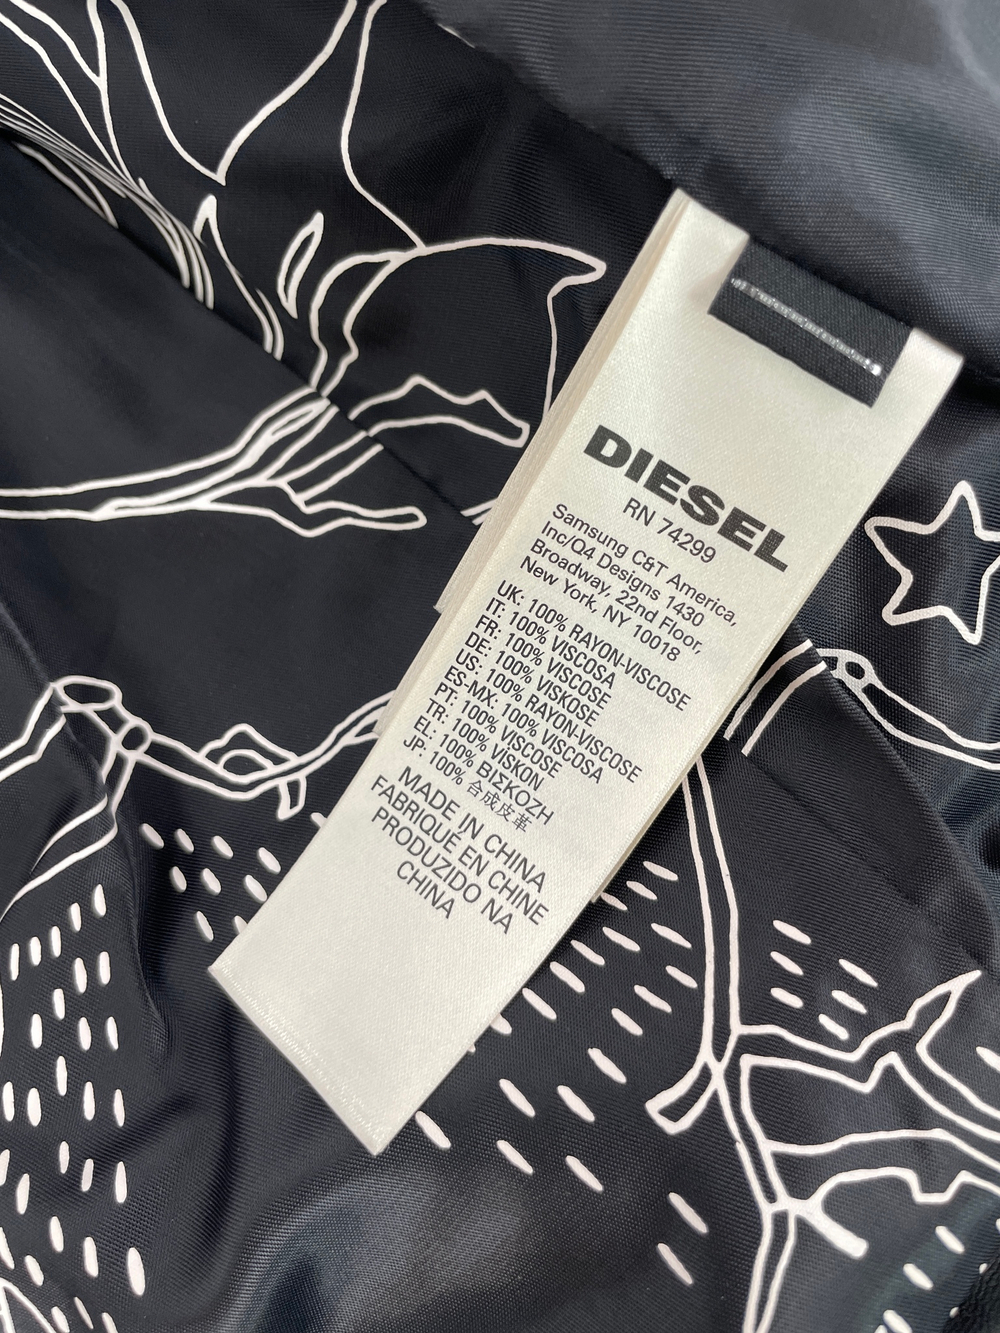 DIESEL
RN 74299
Samsung C&T America,
Inc/Q4 Designs 1430
Broadway, 22nd Floor,
New York, NY 10018
UK: 100% RAYON-VISCOSE
IT: 100% VISCOSA
FR: 100% VISCOSE
DE: 100% VISKOSE
US: 100% RAYON-VISCOSE
ES-MX: 100% VISCOSA
PT: 100% VISCOSE
TR: 100% VISKON
EL: 100% ΒΙΣΚΟΖΗ
JP: 100% 合成皮革
MADE IN CHINA
FABRIQUÉ EN CHINE
PRODUZIDO NA
CHINA